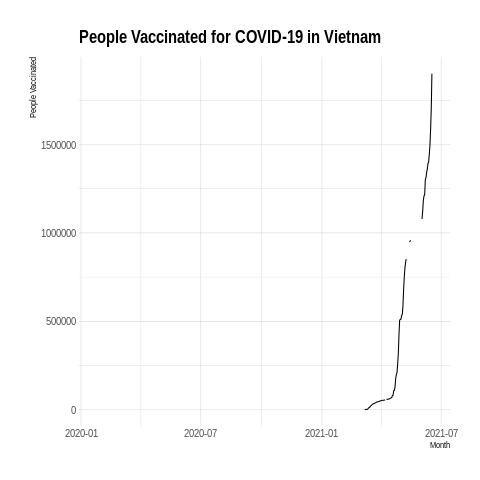 People Vaccinated for COVID-19 in Vietnam
People Vaccinated
1500000
1000000
500000
0
2020-01
2020-07
2021-01
2021-07
Month